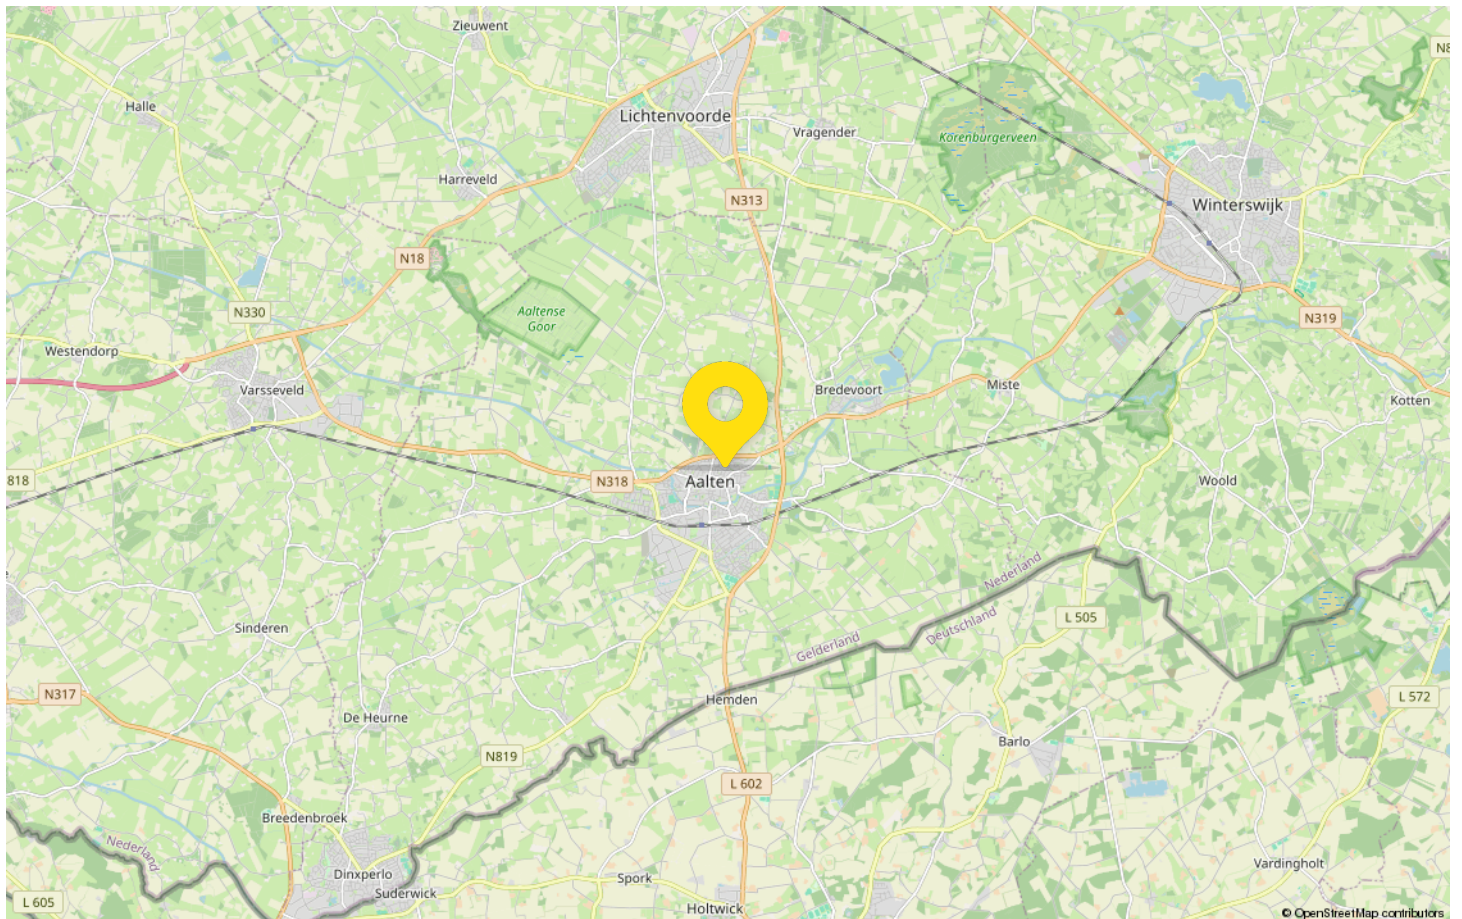 Zieuwent
N8
Halle
Lichtenvoorde
Vragender
Korenburgerveen
Harreveld
N313
Winterswijk
N18
Aaltense
Goor
N330
N319
Westendorp
Varsseveld
Bredevoort
Miste
Kotten
818
N318
Aalten
Woold
Nederland
Deutschland
L 505
Gelderland
Sinderen
N317
De Heurne
Hemden
L 572
Barlo
N819
L 602
Breedenbroek
Nederland
Dinxperlo
Suderwick
Spork
Vardingholt
L 605
Holtwick
© OpenStreetMap contributors